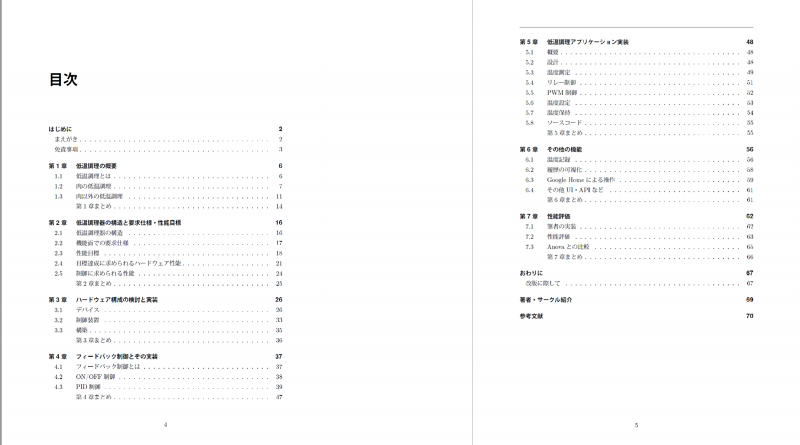 目次
はじめに 2
まえがき 2
免責事項 3
第1章 低温調理の概要 6
1.1 低温調理とは 6
1.2 肉の低温調理 7
1.3 肉以外の低温調理 11
第1章まとめ 14
第2章 低温調理器の構造と要求仕様・性能目標 16
2.1 低温調理器の構造 16
2.2 機能面での要求仕様 17
2.3 性能目標 18
2.4 目標達成に求められるハードウェア性能 21
2.5 制御に求められる性能 24
第2章まとめ 25
第3章 ハードウェア構成の検討と実装 26
3.1 デバイス 26
3.2 制御装置 33
3.3 構築 35
第3章まとめ 36
第4章 フィードバック制御とその実装 37
4.1 フィードバック制御とは 37
4.2 ON/OFF 制御 38
4.3 PID 制御 39
第4章まとめ 47
4
第5章 低温調理アプリケーション実装 48
5.1 概要 48
5.2 設計 48
5.3 温度測定 49
5.4 リレー制御 51
5.5 PWM 制御 52
5.6 温度設定 53
5.7 温度保持 54
5.8 ソースコード 55
第5章まとめ 55
第6章 その他の機能 56
6.1 温度記録 56
6.2 履歴の可視化 58
6.3 Google Home による操作 59
6.4 その他 UI・API など 61
第6章まとめ 61
第7章 性能評価 62
7.1 筆者の実装 62
7.2 性能評価 63
7.3 Anova との比較 65
第7章まとめ 66
おわりに 67
改版に際して 67
著者・サークル紹介 69
参考文献 70
5